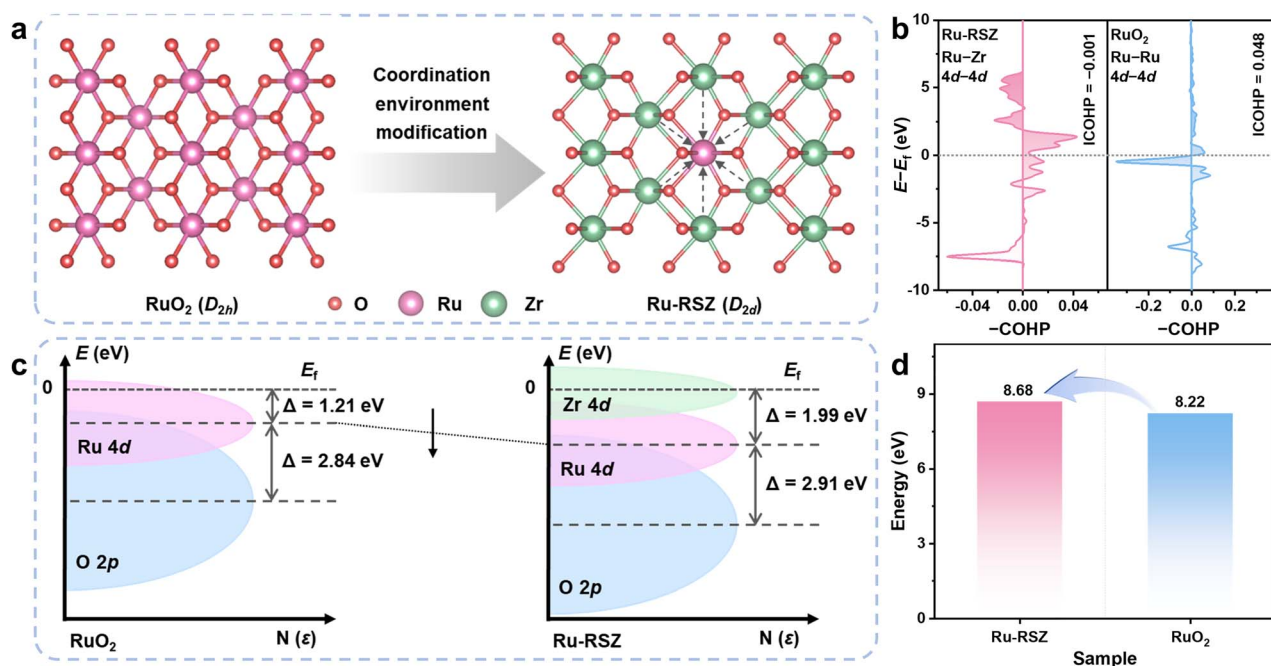 a
Coordination
environment
modification
RuO₂ (D₂ₕ)
O
Ru
Zr
Ru-RSZ (D₂d)
b
E−Ef (eV)
10
5
0
-5
-10
Ru-RSZ
Ru−Zr
4d−4d
ICOHP = −0.001
RuO₂
Ru−Ru
4d−4d
ICOHP = 0.048
-0.04 0.00 0.04
−COHP
0.0 0.2
−COHP
c
E (eV)
0
Ef
Δ = 1.21 eV
Ru 4d
Δ = 2.84 eV
O 2p
RuO₂
N (ε)
E (eV)
0
Ef
Zr 4d
Δ = 1.99 eV
Ru 4d
Δ = 2.91 eV
O 2p
Ru-RSZ
N (ε)
d
Energy (eV)
9
6
3
0
8.68
8.22
Ru-RSZ
RuO₂
Sample